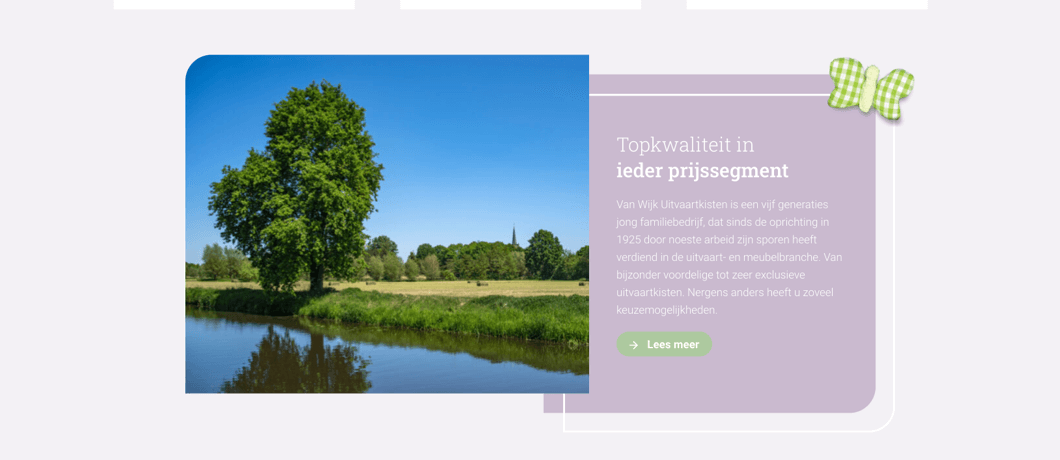 Topkwaliteit in
ieder prijssegment
Van Wijk Uitvaartkisten is een vijf generaties
jong familiebedrijf, dat sinds de oprichting in
1925 door noeste arbeid zijn sporen heeft
verdiend in de uitvaart- en meubelbranche. Van
bijzonder voordelige tot zeer exclusieve
uitvaartkisten. Nergens anders heeft u zoveel
keuzemogelijkheden.
Lees meer